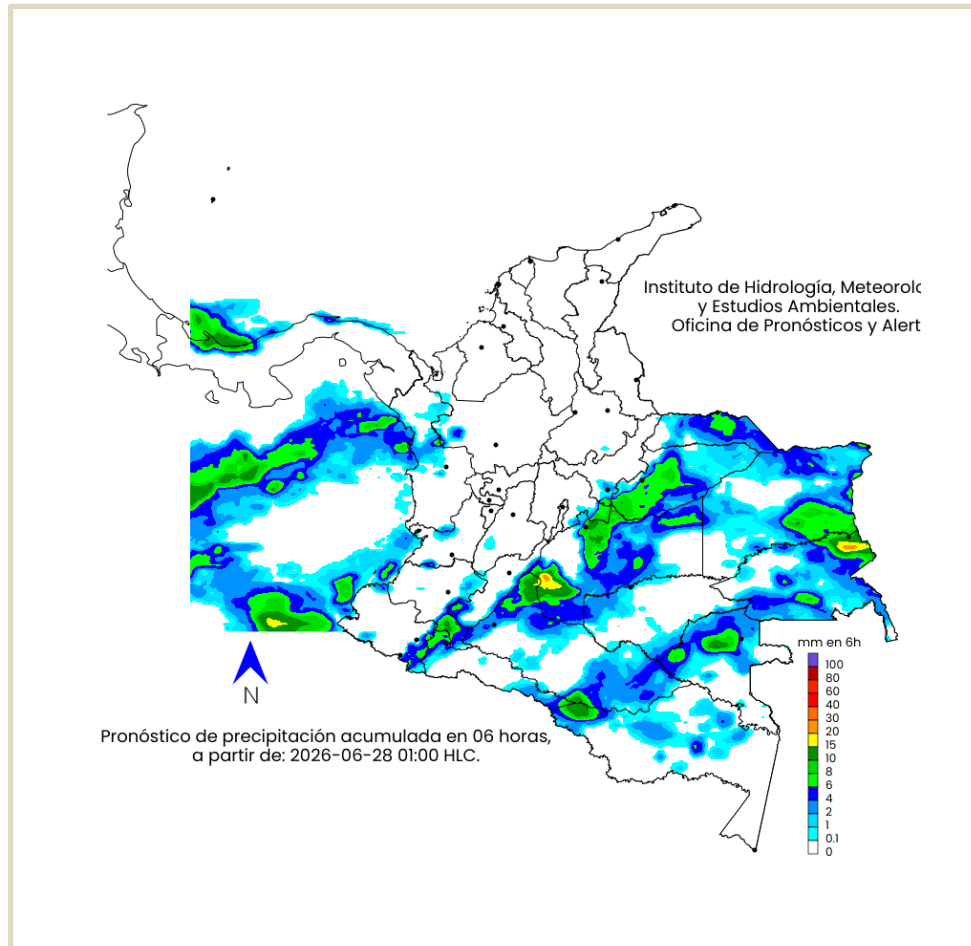 Instituto de Hidrología, Meteorolo
y Estudios Ambientales.
Oficina de Pronósticos y Alert
mm en 6h
100
80
60
40
30
20
15
10
8
6
4
2
1
0.1
0
N
Pronóstico de precipitación acumulada en 06 horas,
a partir de: 2026-06-28 01:00 HLC.